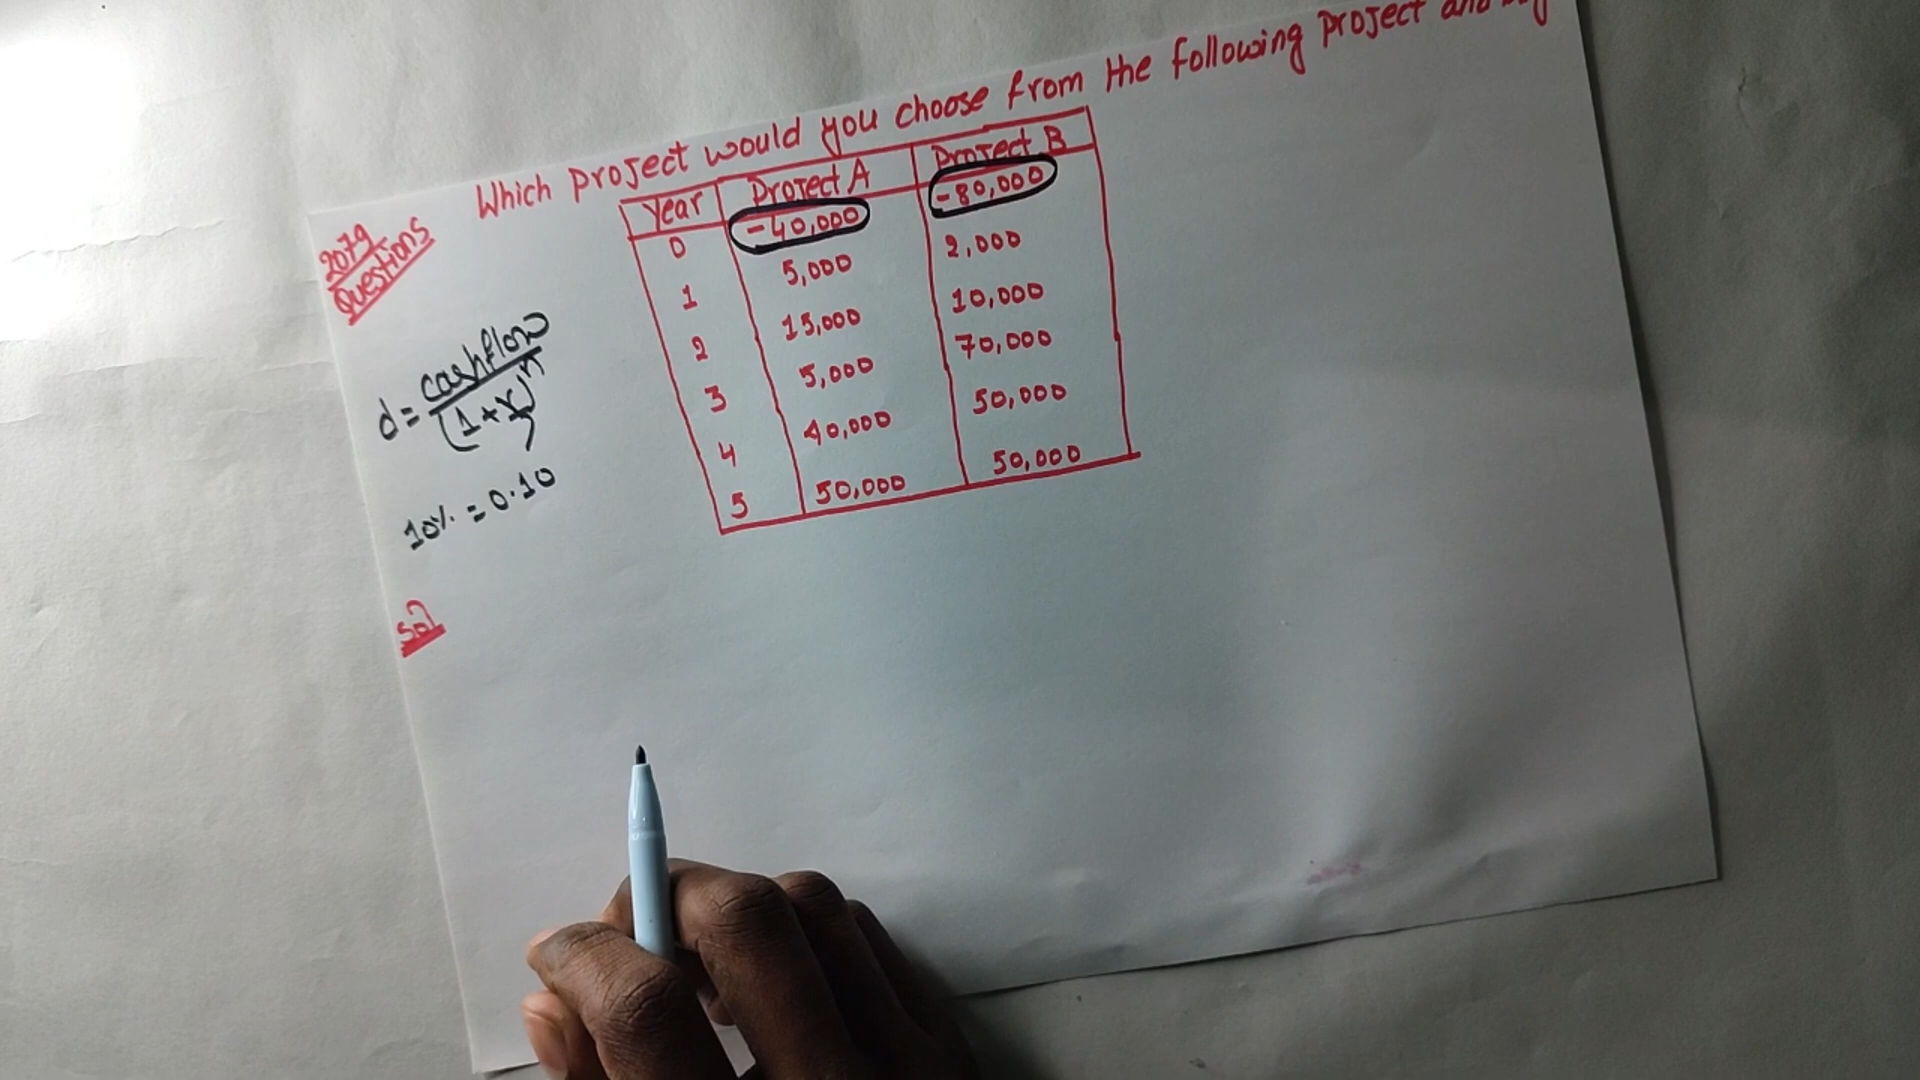 Which project would you choose from the following project and
2079
Questions
Year Project A Project B
0 -40,000 -80,000
1 5,000 2,000
2 15,000 10,000
3 5,000 70,000
4 40,000 50,000
5 50,000 50,000
d = cashflow
(1+r)^n
10% = 0.10
sol